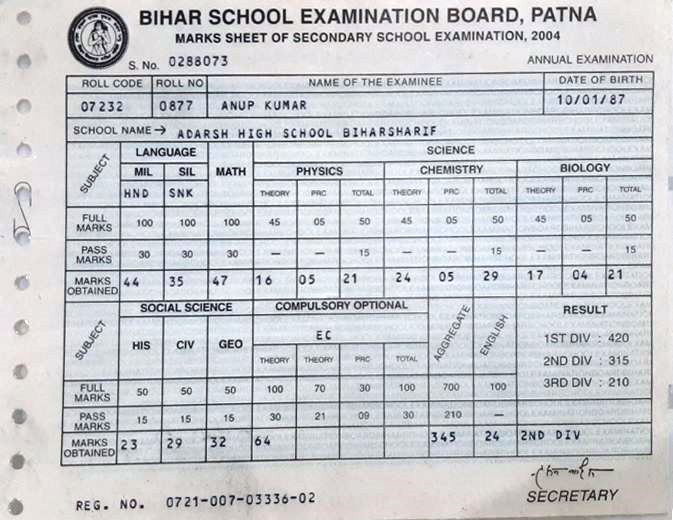 BIHAR SCHOOL EXAMINATION BOARD, PATNA
MARKS SHEET OF SECONDARY SCHOOL EXAMINATION, 2004
S. No. 0288073 ANNUAL EXAMINATION
ROLL CODE ROLL NO NAME OF THE EXAMINEE DATE OF BIRTH
07232 0877 ANUP KUMAR 10/01/87
SCHOOL NAME → ADARSH HIGH SCHOOL BIHARSHARIF
SUBJECT LANGUAGE MATH SCIENCE
MIL SIL PHYSICS CHEMISTRY BIOLOGY
HND SNK THEORY PRC TOTAL THEORY PRC TOTAL THEORY PRC TOTAL
FULL MARKS 100 100 100 45 05 50 45 05 50 45 05 50
PASS MARKS 30 30 30 — — 15 — — 15 — — 15
MARKS OBTAINED 44 35 47 16 05 21 24 05 29 17 04 21
SUBJECT SOCIAL SCIENCE COMPULSORY OPTIONAL AGGREGATE ENGLISH RESULT
HIS CIV GEO EC 1ST DIV : 420
THEORY THEORY PRC TOTAL 2ND DIV : 315
FULL MARKS 50 50 50 100 70 30 100 700 100 3RD DIV : 210
PASS MARKS 15 15 15 30 21 09 30 210 —
MARKS OBTAINED 23 29 32 64 345 24 2ND DIV
REG. NO. 0721-007-03336-02 SECRETARY